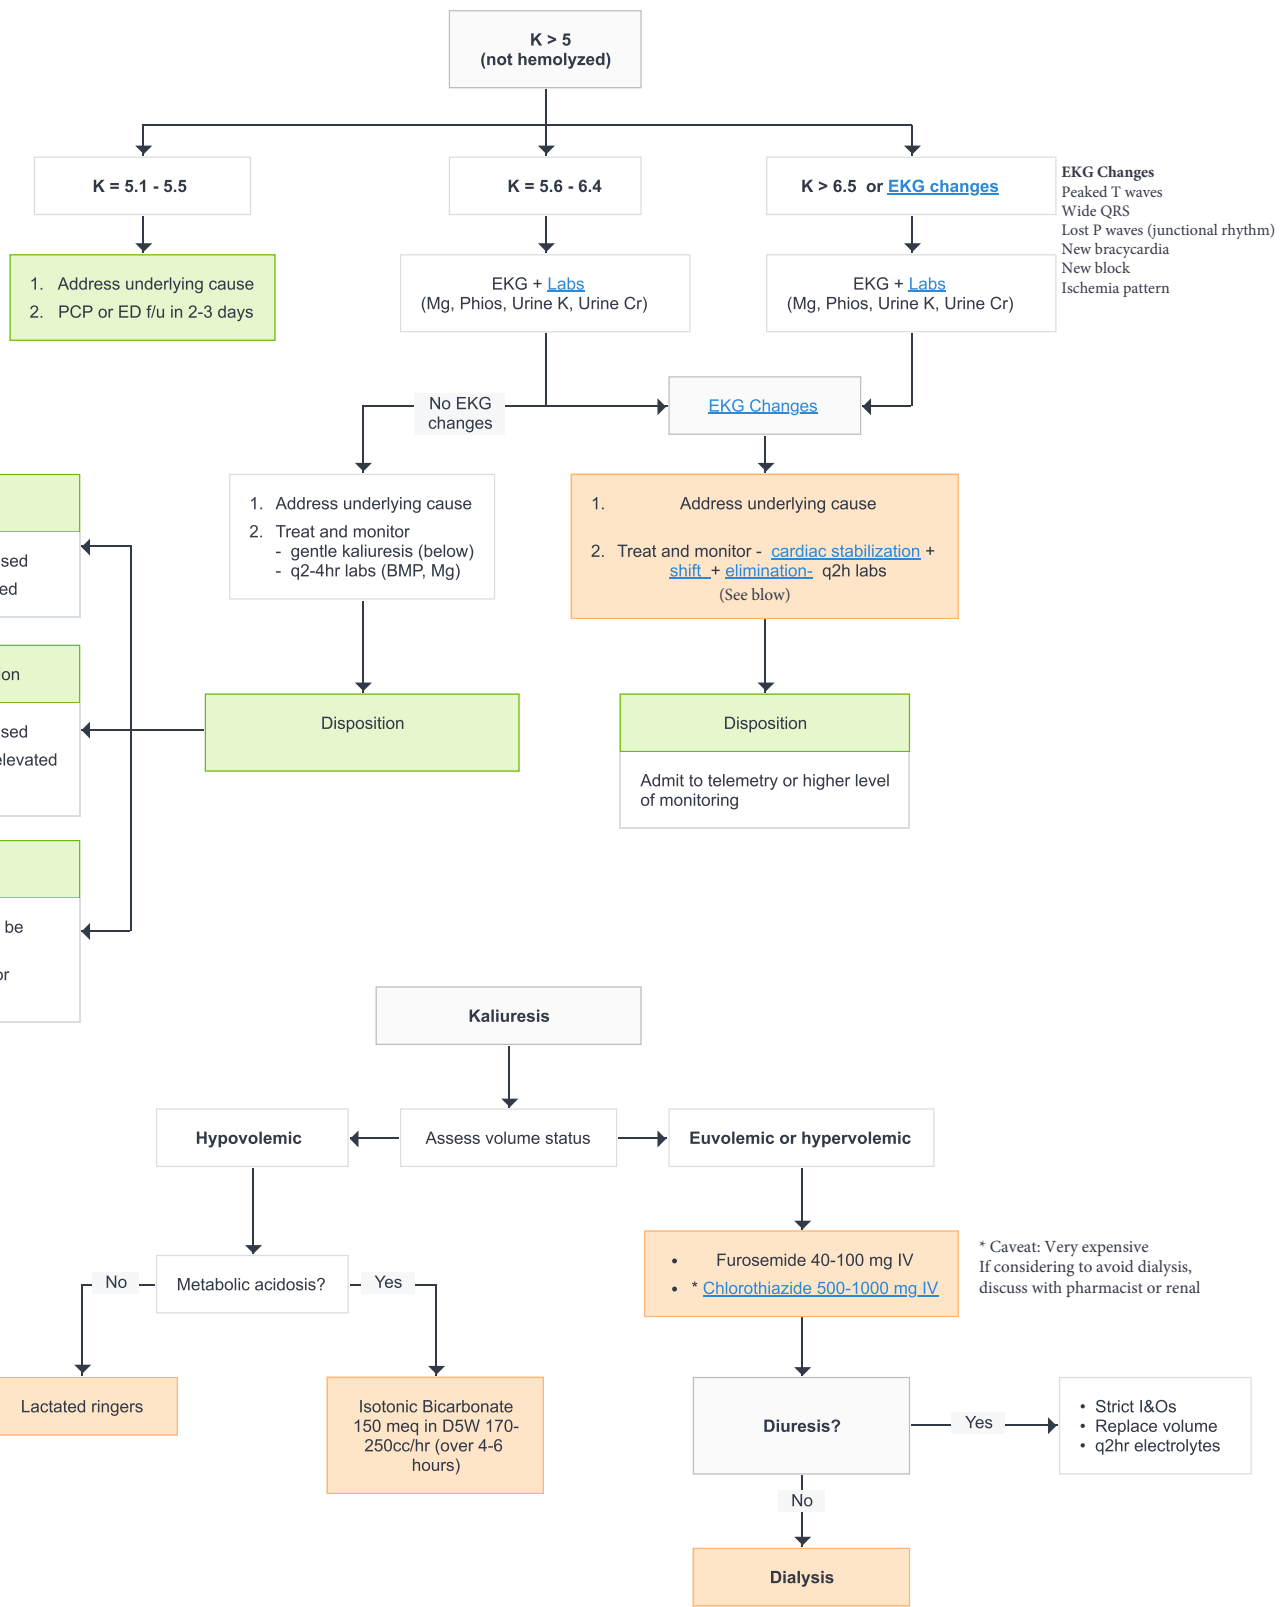 K > 5
(not hemolyzed)
K = 5.1 - 5.5
K = 5.6 - 6.4
K > 6.5 or EKG changes
EKG Changes
Peaked T waves
Wide QRS
Lost P waves (junctional rhythm)
New bracycardia
New block
Ischemia pattern
1. Address underlying cause
2. PCP or ED f/u in 2-3 days
EKG + Labs
(Mg, Phios, Urine K, Urine Cr)
EKG + Labs
(Mg, Phios, Urine K, Urine Cr)
No EKG
changes
EKG Changes
1. Address underlying cause
2. Treat and monitor
- gentle kaliuresis (below)
- q2-4hr labs (BMP, Mg)
1. Address underlying cause
2. Treat and monitor - cardiac stabilization +
shift + elimination- q2h labs
(See blow)
sed
ed
on
sed
elevated
be
or
Disposition
Disposition
Admit to telemetry or higher level
of monitoring
Kaliuresis
Hypovolemic
Assess volume status
Euvolemic or hypervolemic
No
Metabolic acidosis?
Yes
• Furosemide 40-100 mg IV
• * Chlorothiazide 500-1000 mg IV
* Caveat: Very expensive
If considering to avoid dialysis,
discuss with pharmacist or renal
Lactated ringers
Isotonic Bicarbonate
150 meq in D5W 170-
250cc/hr (over 4-6
hours)
Diuresis?
Yes
• Strict I&Os
• Replace volume
• q2hr electrolytes
No
Dialysis